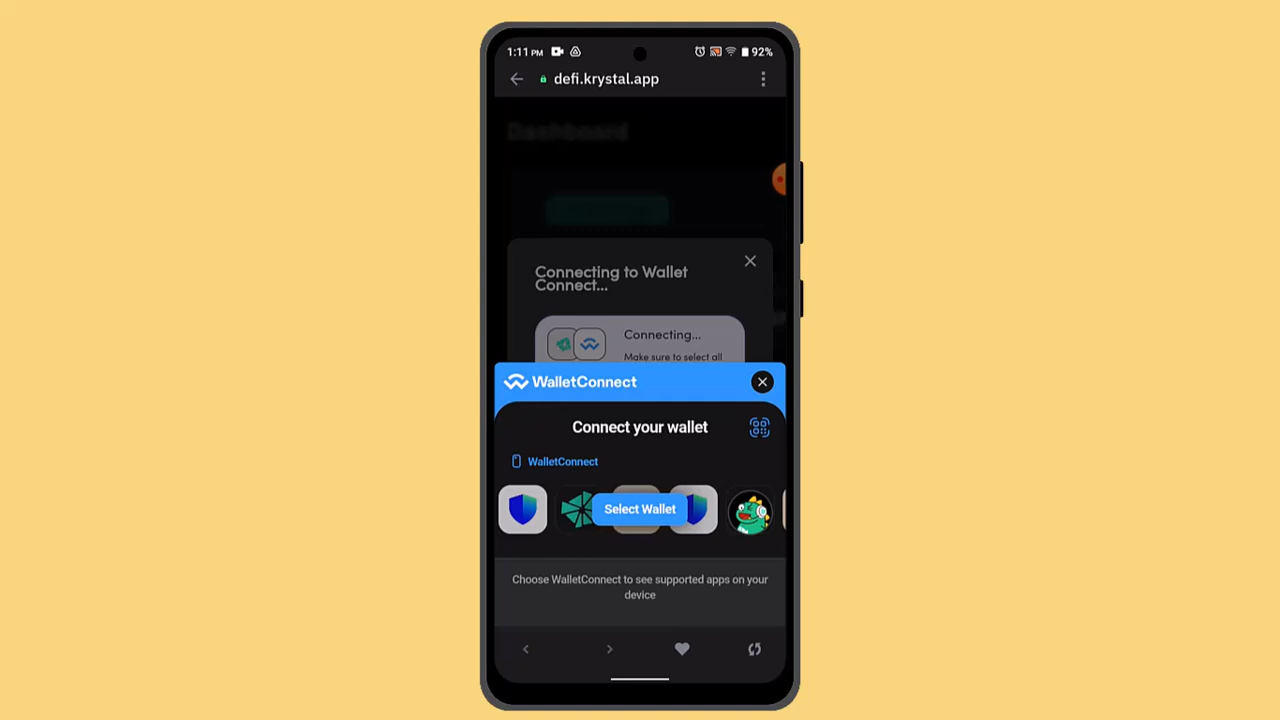 1:11 PM 92%
defi.krystal.app
Dashboard
Connecting to Wallet
Connect...
Connecting...
Make sure to select all
WalletConnect
Connect your wallet
WalletConnect
Select Wallet
Choose WalletConnect to see supported apps on your
device